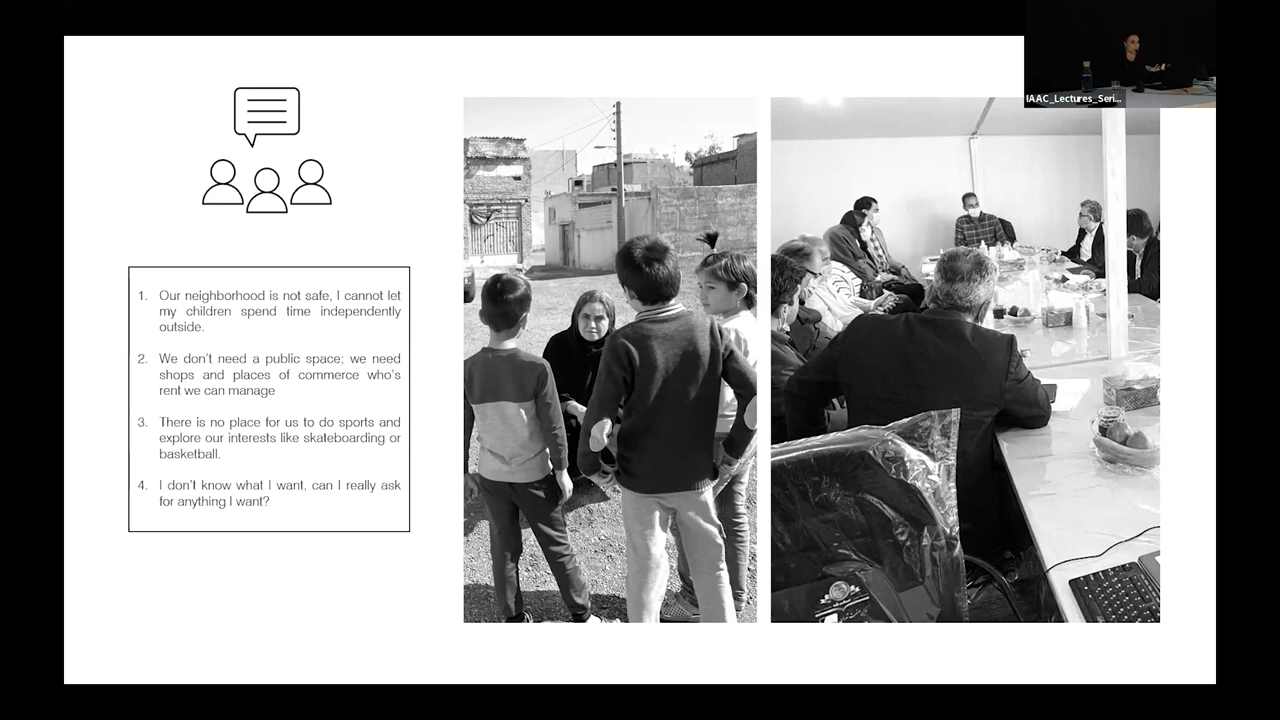 IAAC_Lectures_Seri...
1. Our neighborhood is not safe, I cannot let
my children spend time independently
outside.
2. We don't need a public space; we need
shops and places of commerce who's
rent we can manage
3. There is no place for us to do sports and
explore our interests like skateboarding or
basketball.
4. I don't know what I want, can I really ask
for anything I want?